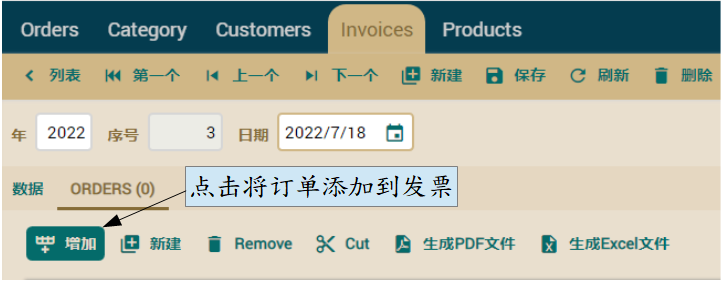 Orders Category Customers Invoices Products
列表 第一个 上一个 下一个 新建 保存 刷新 删除
年 2022 序号 3 日期 2022/7/18
数据 ORDERS (0) 点击将订单添加到发票
增加 新建 Remove Cut 生成PDF文件 生成Excel文件